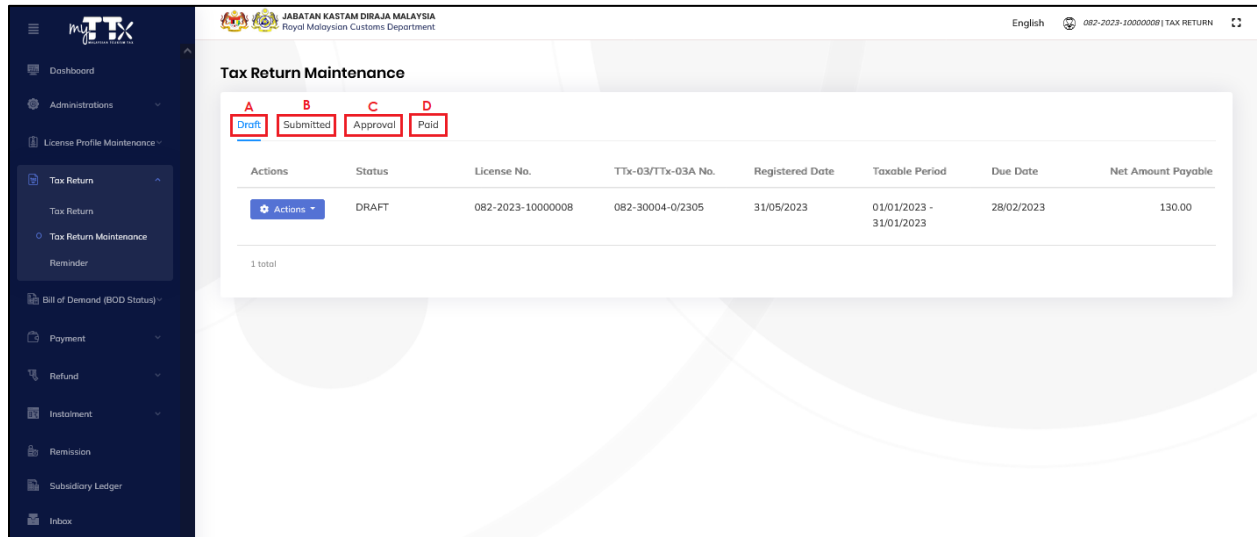 myTTX
MALAYSIAN TOURISM TAX
JABATAN KASTAM DIRAJA MALAYSIA
Royal Malaysian Customs Department
English
082-2023-10000008 | TAX RETURN
Dashboard
Administrations
License Profile Maintenance
Tax Return
Tax Return
Tax Return Maintenance
Reminder
Bill of Demand (BOD Status)
Payment
Refund
Instalment
Remission
Subsidiary Ledger
Inbox
Tax Return Maintenance
A B C D
Draft Submitted Approval Paid
Actions Status License No. TTx-03/TTx-03A No. Registered Date Taxable Period Due Date Net Amount Payable
Actions DRAFT 082-2023-10000008 082-30004-0/2305 31/05/2023 01/01/2023 - 28/02/2023 130.00
31/01/2023
1 total